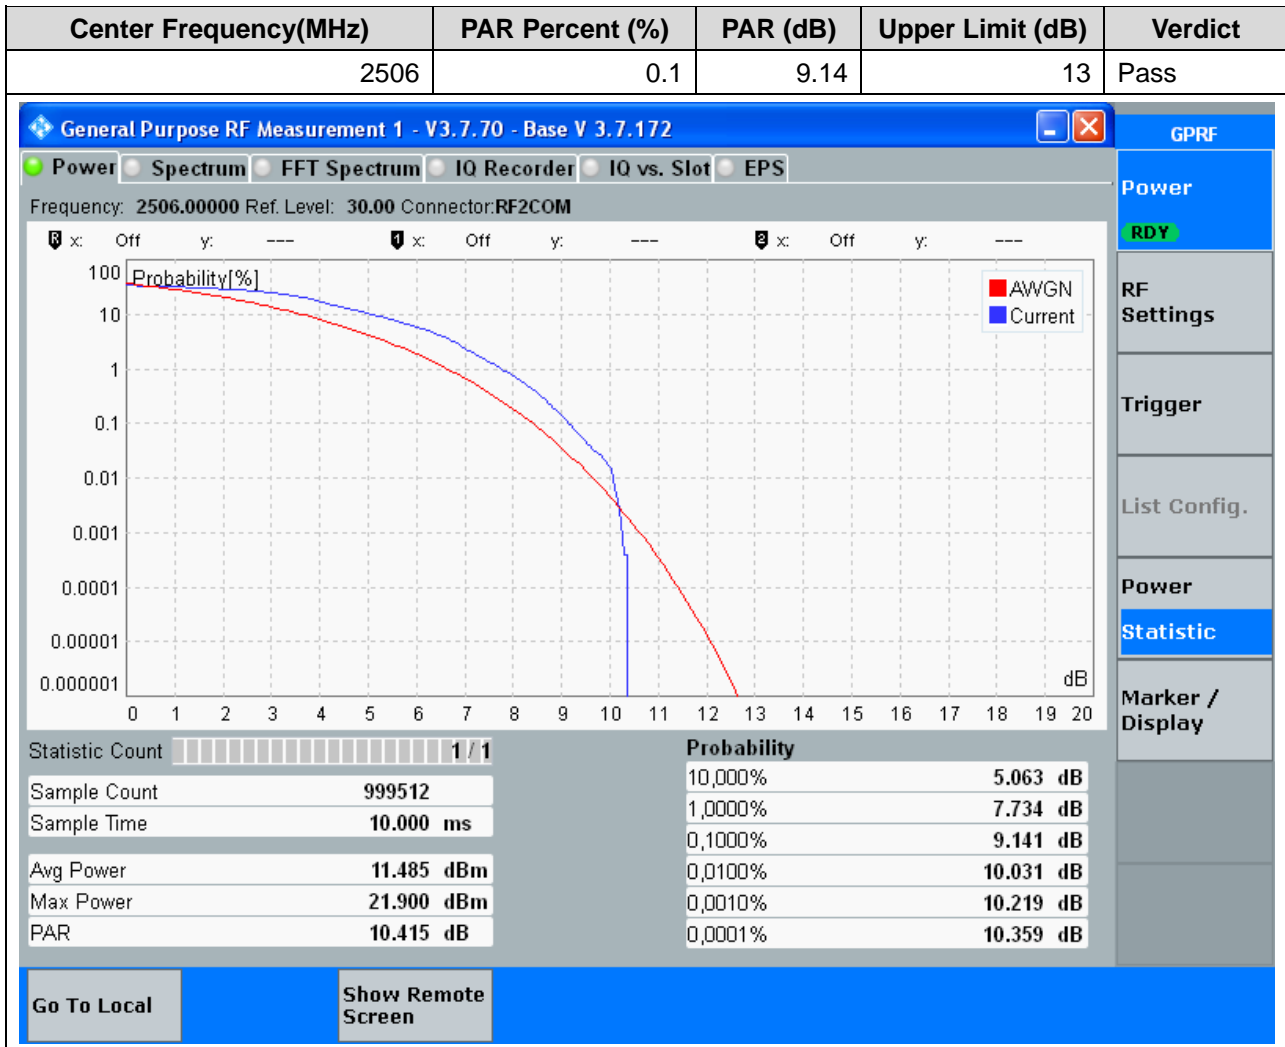 Center Frequency(MHz) PAR Percent (%) PAR (dB) Upper Limit (dB) Verdict
2506 0.1 9.14 13 Pass
General Purpose RF Measurement 1 - V3.7.70 - Base V 3.7.172
GPRF
Power Spectrum FFT Spectrum IQ Recorder IQ vs. Slot EPS
Power
RDY
Frequency: 2506.00000 Ref. Level: 30.00 Connector:RF2COM
R x: Off y: --- 1 x: Off y: --- 2 x: Off y: ---
100 Probability[%]
AWGN
Current
10
1
0.1
0.01
0.001
0.0001
0.00001
0.000001
dB
0 1 2 3 4 5 6 7 8 9 10 11 12 13 14 15 16 17 18 19 20
RF
Settings
Trigger
List Config.
Power
Statistic
Marker /
Display
Statistic Count 1 / 1
Sample Count 999512
Sample Time 10.000 ms
Avg Power 11.485 dBm
Max Power 21.900 dBm
PAR 10.415 dB
Probability
10,000% 5.063 dB
1,0000% 7.734 dB
0,1000% 9.141 dB
0,0100% 10.031 dB
0,0010% 10.219 dB
0,0001% 10.359 dB
Go To Local
Show Remote
Screen